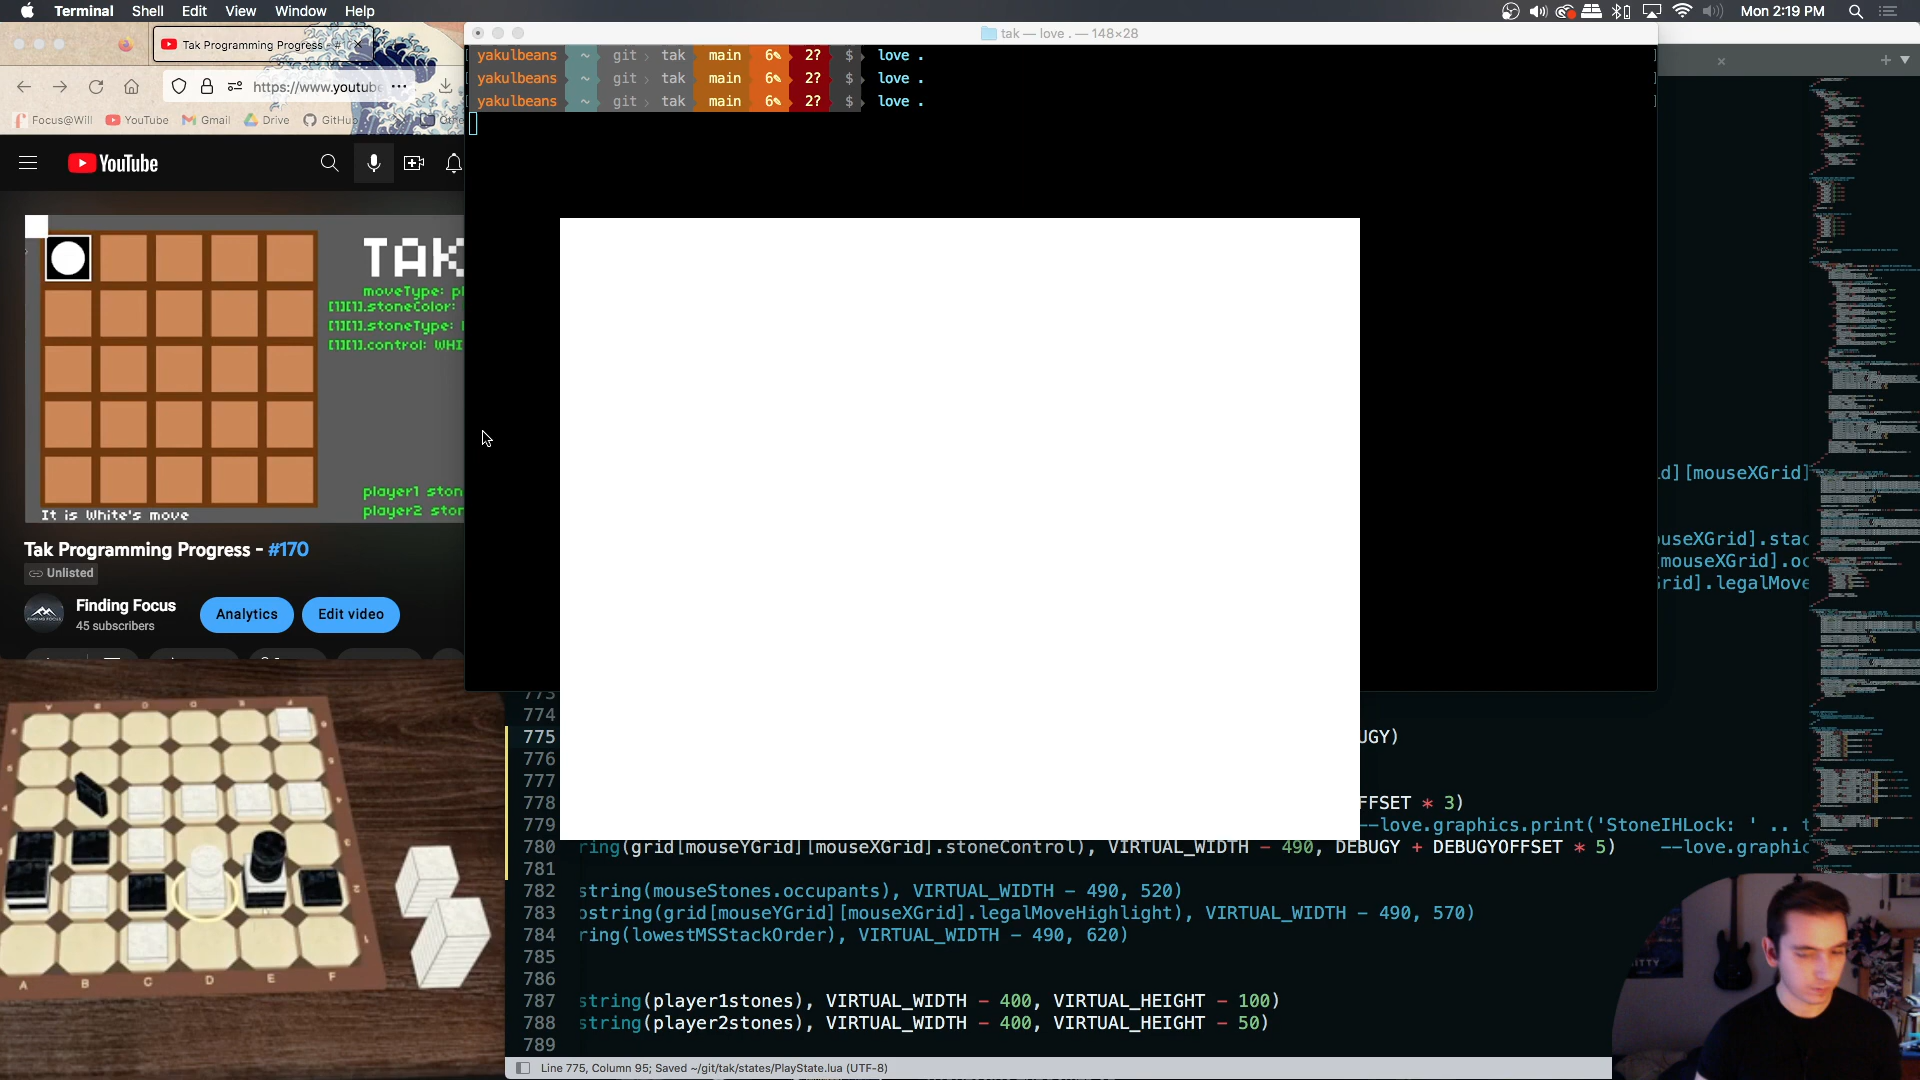 Terminal Shell Edit View Window Help
Mon 2:19 PM
Tak Programming Progress - #1
tak — love . — 148×28
yakulbeans ~ git tak main 6 2? $ love .
yakulbeans ~ git tak main 6 2? $ love .
yakulbeans ~ git tak main 6 2? $ love .
https://www.youtube
Focus@Will YouTube Gmail Drive GitHub
YouTube
TAK
moveType: pl
[1][1].stoneColor:
[1][1].stoneType:
[1][1].control: WHI
player1 ston
player2 ston
It is White's move
Tak Programming Progress - #170
Unlisted
Finding Focus
45 subscribers
Analytics
Edit video
d][mouseXGrid]
ouseXGrid].stac
[mouseXGrid].oc
Grid].legalMove
773
774
775 UGY)
776
777
778 FFSET * 3)
779 --love.graphics.print('StoneIHLock: ' .. t
780 ring(grid[mouseYGrid][mouseXGrid].stoneControl), VIRTUAL_WIDTH - 490, DEBUGY + DEBUGYOFFSET * 5) --love.graphic
781
782 string(mouseStones.occupants), VIRTUAL_WIDTH - 490, 520)
783 ostring(grid[mouseYGrid][mouseXGrid].legalMoveHighlight), VIRTUAL_WIDTH - 490, 570)
784 ring(lowestMSStackOrder), VIRTUAL_WIDTH - 490, 620)
785
786
787 string(player1stones), VIRTUAL_WIDTH - 400, VIRTUAL_HEIGHT - 100)
788 string(player2stones), VIRTUAL_WIDTH - 400, VIRTUAL_HEIGHT - 50)
789
Line 775, Column 95; Saved ~/git/tak/states/PlayState.lua (UTF-8)
A B C D E F